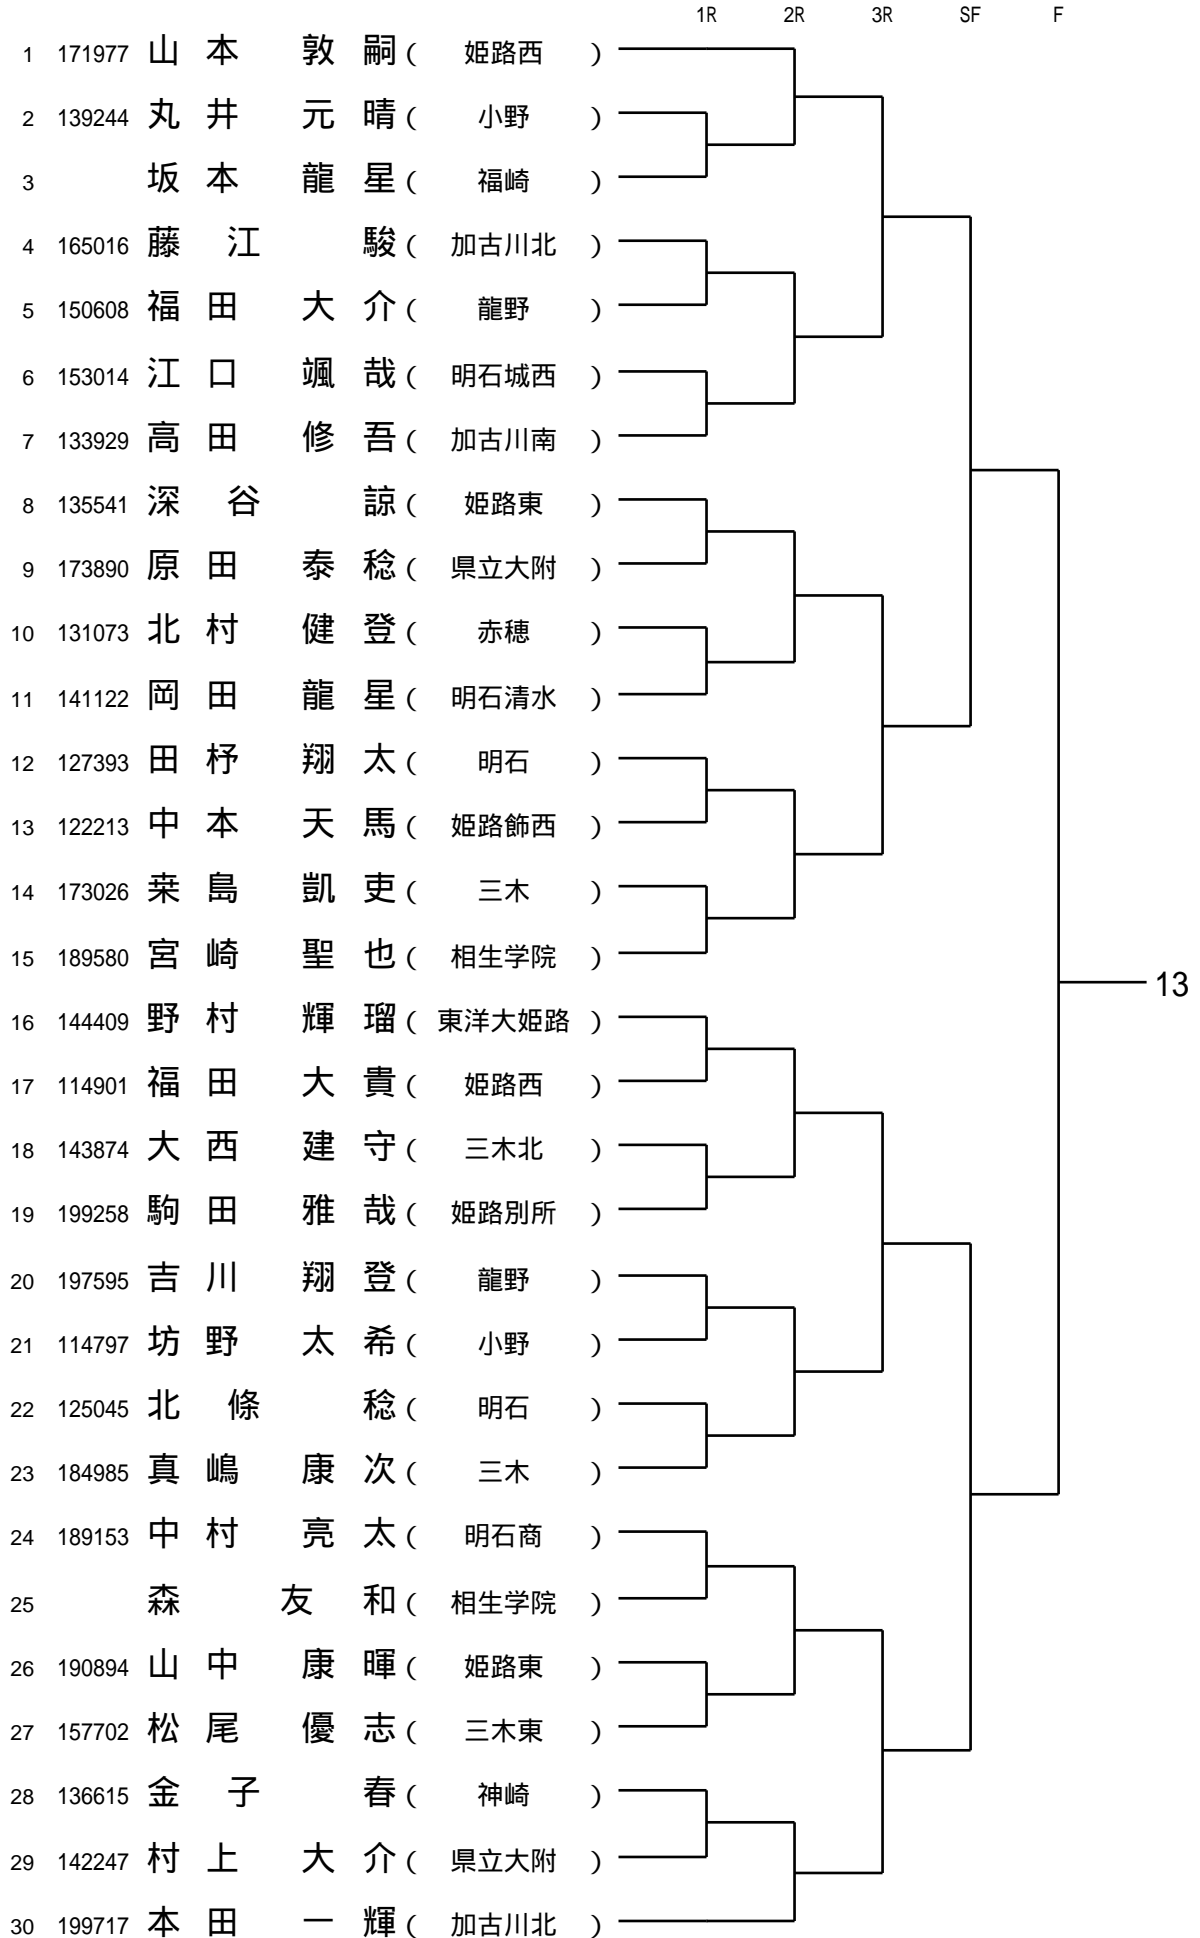 1R 2R 3R SF F
1 171977 山本 敦嗣 ( 姫路西 )
2 139244 丸井 元晴 ( 小野 )
3 坂本 龍星 ( 福崎 )
4 165016 藤江 駿 ( 加古川北 )
5 150608 福田 大介 ( 龍野 )
6 153014 江口 颯哉 ( 明石城西 )
7 133929 高田 修吾 ( 加古川南 )
8 135541 深谷 諒 ( 姫路東 )
9 173890 原田 泰稔 ( 県立大附 )
10 131073 北村 健登 ( 赤穂 )
11 141122 岡田 龍星 ( 明石清水 )
12 127393 田杼 翔太 ( 明石 )
13 122213 中本 天馬 ( 姫路飾西 )
14 173026 桒島 凱吏 ( 三木 )
15 189580 宮崎 聖也 ( 相生学院 )
13
16 144409 野村 輝瑠 ( 東洋大姫路 )
17 114901 福田 大貴 ( 姫路西 )
18 143874 大西 建守 ( 三木北 )
19 199258 駒田 雅哉 ( 姫路別所 )
20 197595 吉川 翔登 ( 龍野 )
21 114797 坊野 太希 ( 小野 )
22 125045 北條 稔 ( 明石 )
23 184985 真嶋 康次 ( 三木 )
24 189153 中村 亮太 ( 明石商 )
25 森 友和 ( 相生学院 )
26 190894 山中 康暉 ( 姫路東 )
27 157702 松尾 優志 ( 三木東 )
28 136615 金子 春 ( 神崎 )
29 142247 村上 大介 ( 県立大附 )
30 199717 本田 一輝 ( 加古川北 )